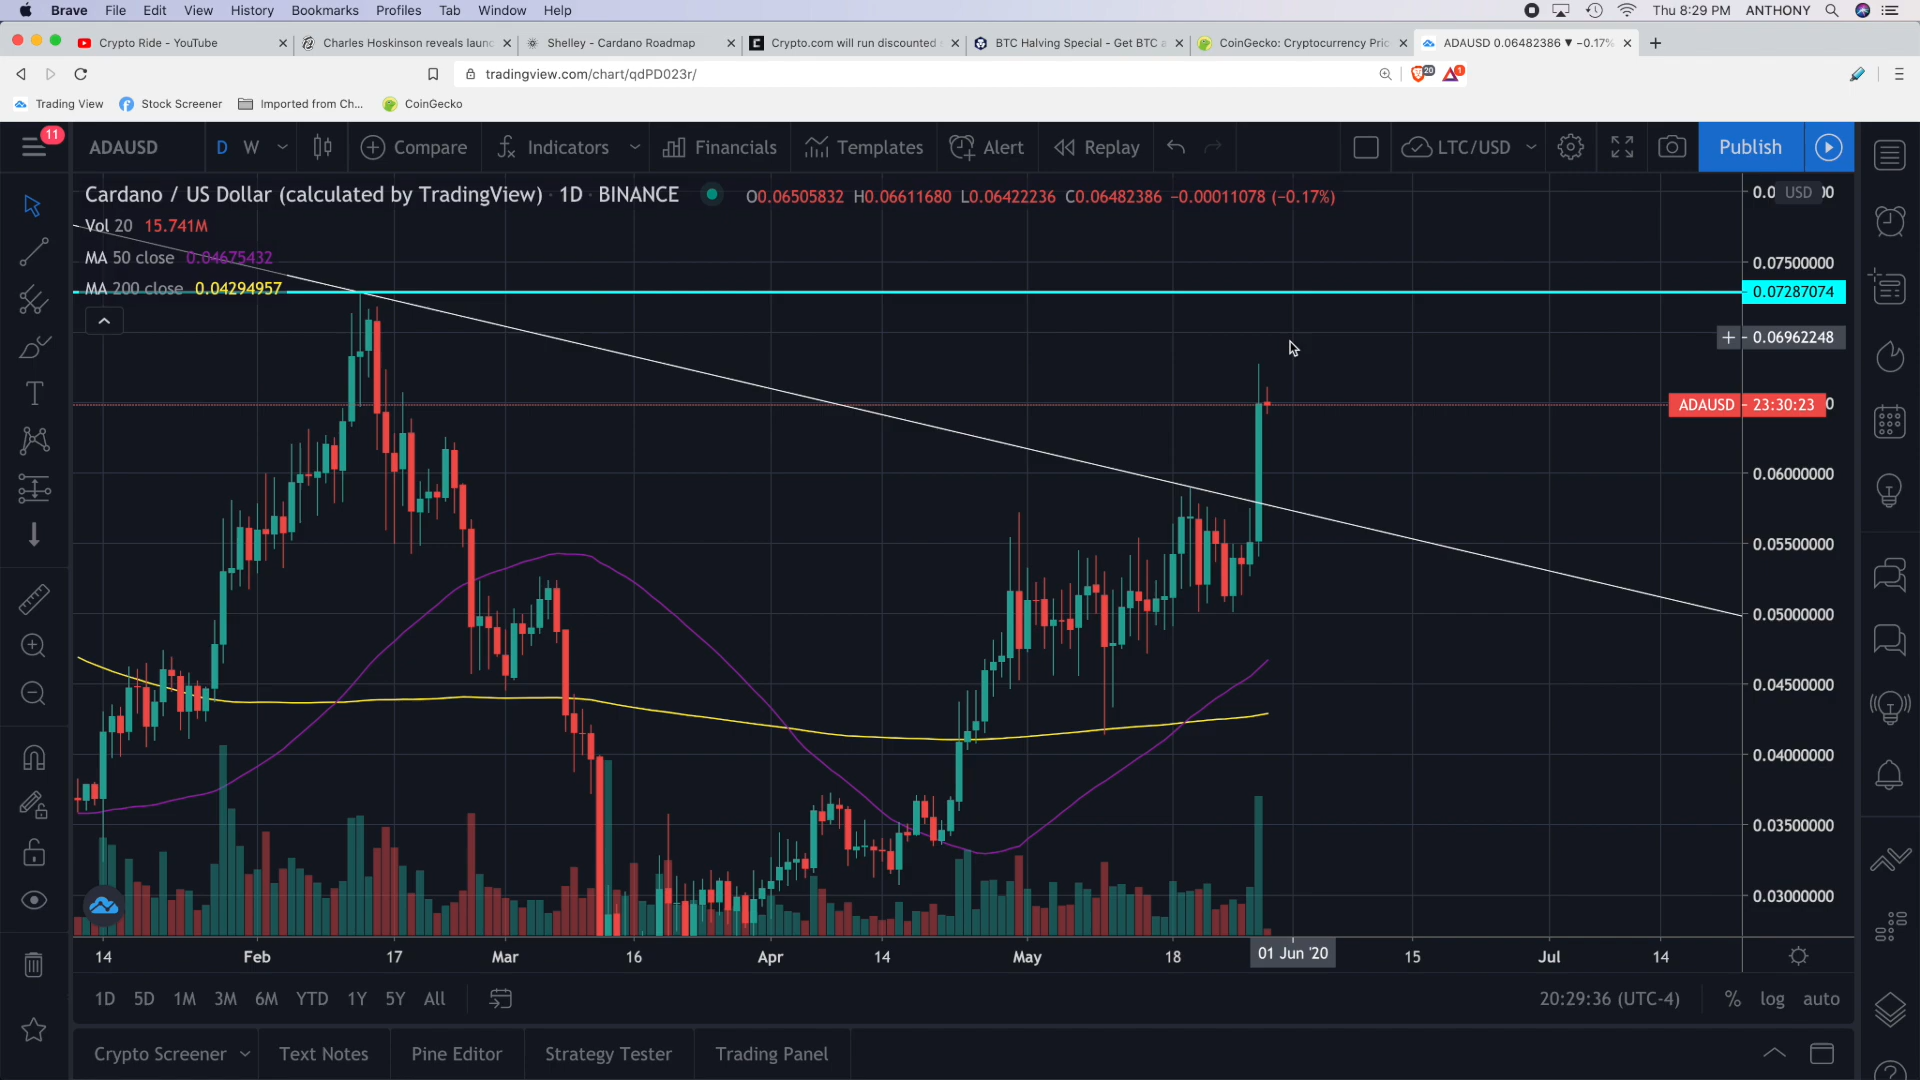 Brave File Edit View History Bookmarks Profiles Tab Window Help Thu 8:29 PM ANTHONY
Crypto Ride - YouTube × Charles Hoskinson reveals launc × Shelley - Cardano Roadmap × Crypto.com will run discounted × BTC Halving Special - Get BTC a × CoinGecko: Cryptocurrency Pric × ADAUSD 0.06482386 ▼ −0.17% × +
tradingview.com/chart/qdPD023r/ 20 1
Trading View Stock Screener Imported from Ch... CoinGecko
11 ADAUSD D W Compare Indicators Financials Templates Alert Replay LTC/USD Publish
Cardano / US Dollar (calculated by TradingView) · 1D · BINANCE O0.06505832 H0.06611680 L0.06422236 C0.06482386 −0.00011078 (−0.17%)
USD
Vol 20 15.741M
MA 50 close 0.04675432
0.07500000
MA 200 close 0.04294957
0.07287074
0.06962248
ADAUSD 23:30:23
0.06000000
0.05500000
0.05000000
0.04500000
0.04000000
0.03500000
0.03000000
14 Feb 17 Mar 16 Apr 14 May 18 01 Jun '20 15 Jul 14
1D 5D 1M 3M 6M YTD 1Y 5Y All 20:29:36 (UTC-4) % log auto
Crypto Screener Text Notes Pine Editor Strategy Tester Trading Panel